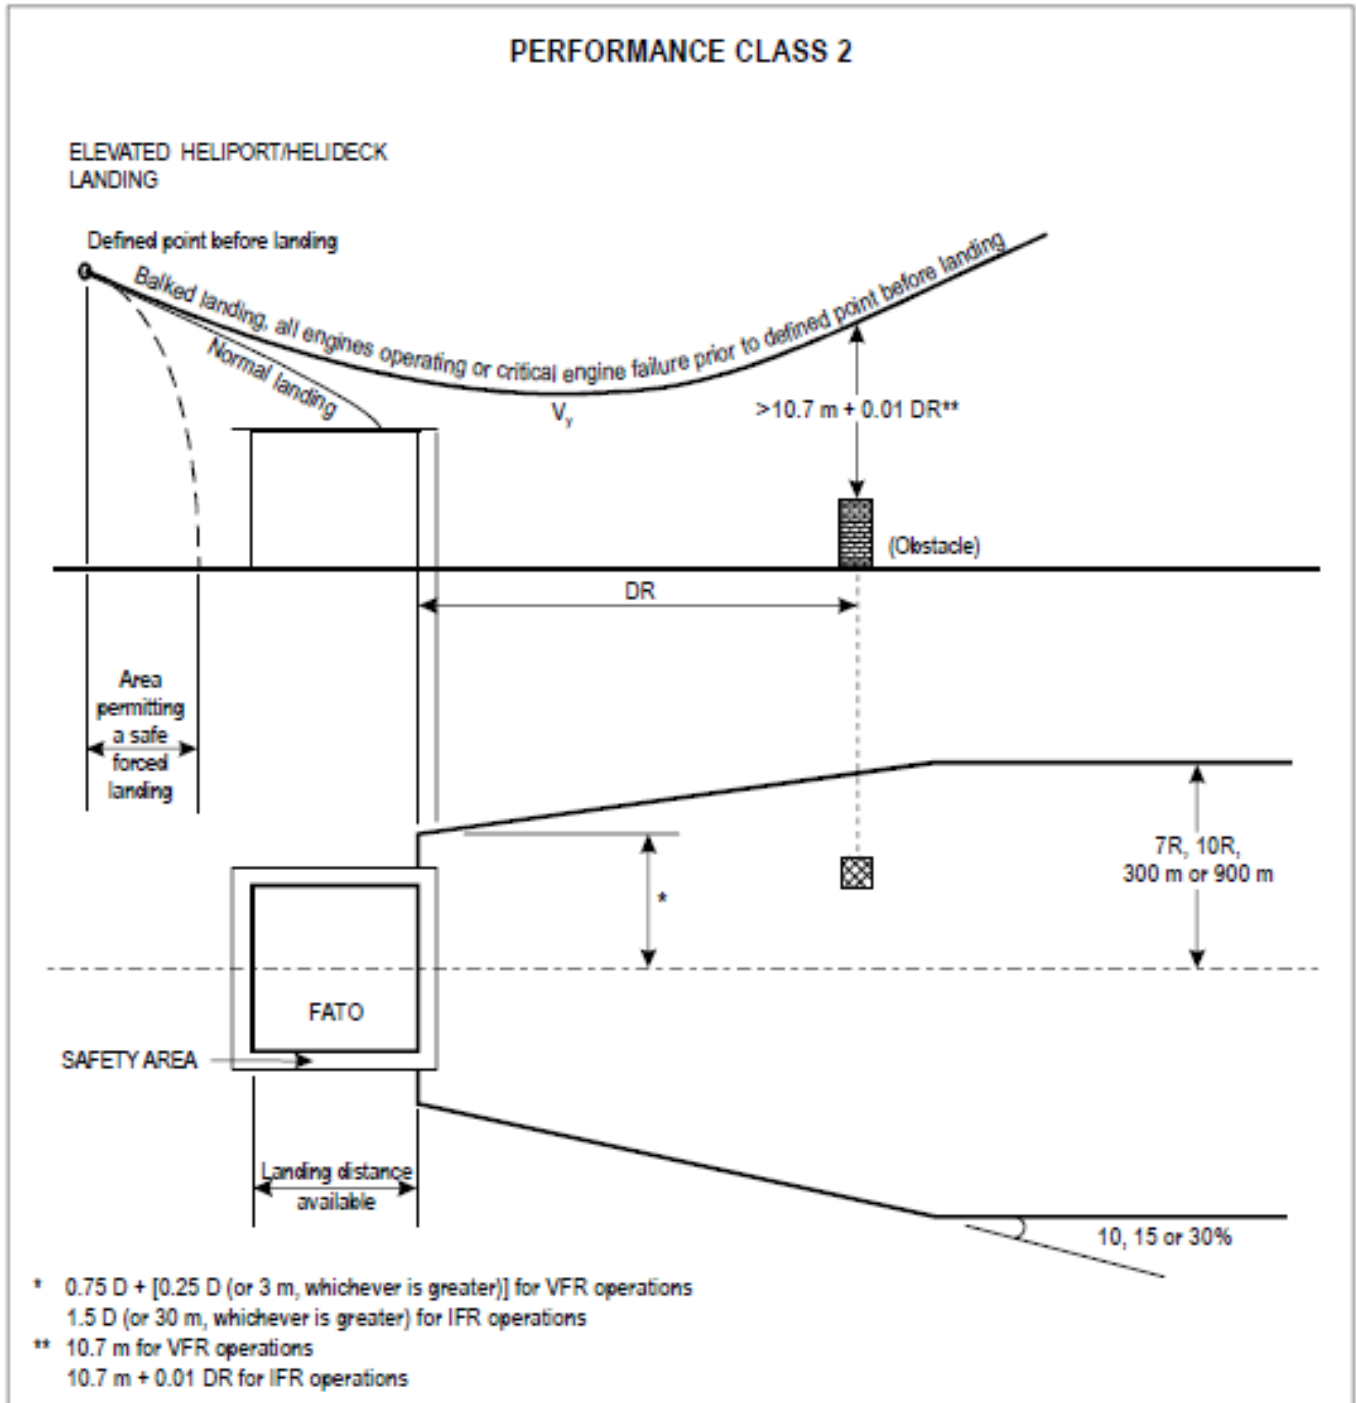 PERFORMANCE CLASS 2
ELEVATED HELIPORT/HELIDECK
LANDING
Defined point before landing
Balked landing, all engines operating or critical engine failure prior to defined point before landing
Normal landing
Vy
>10.7 m + 0.01 DR**
(Obstacle)
DR
Area
permitting
a safe
forced
landing
7R, 10R,
300 m or 900 m
*
FATO
SAFETY AREA
Landing distance
available
10, 15 or 30%
* 0.75 D + [0.25 D (or 3 m, whichever is greater)] for VFR operations
1.5 D (or 30 m, whichever is greater) for IFR operations
** 10.7 m for VFR operations
10.7 m + 0.01 DR for IFR operations